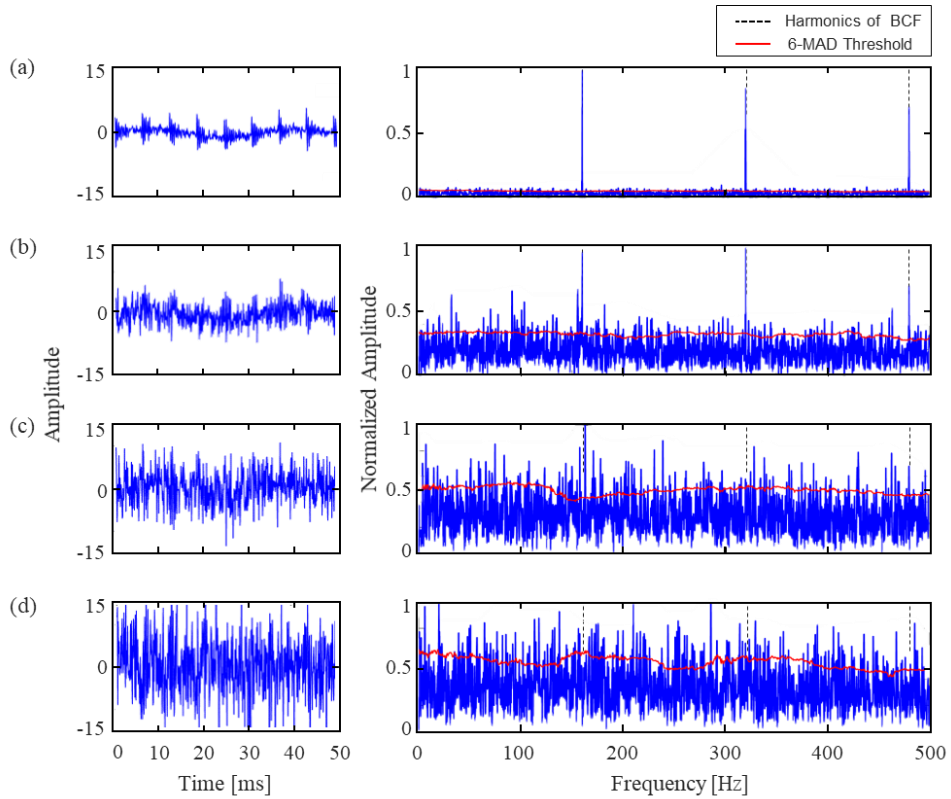 Harmonics of BCF
6-MAD Threshold
(a)
15
0
-15
1
0.5
0
(b)
15
0
-15
1
0.5
0
(c)
15
0
-15
1
0.5
0
(d)
15
0
-15
1
0.5
0
Amplitude
Normalized Amplitude
0 10 20 30 40 50
0 100 200 300 400 500
Time [ms]
Frequency [Hz]